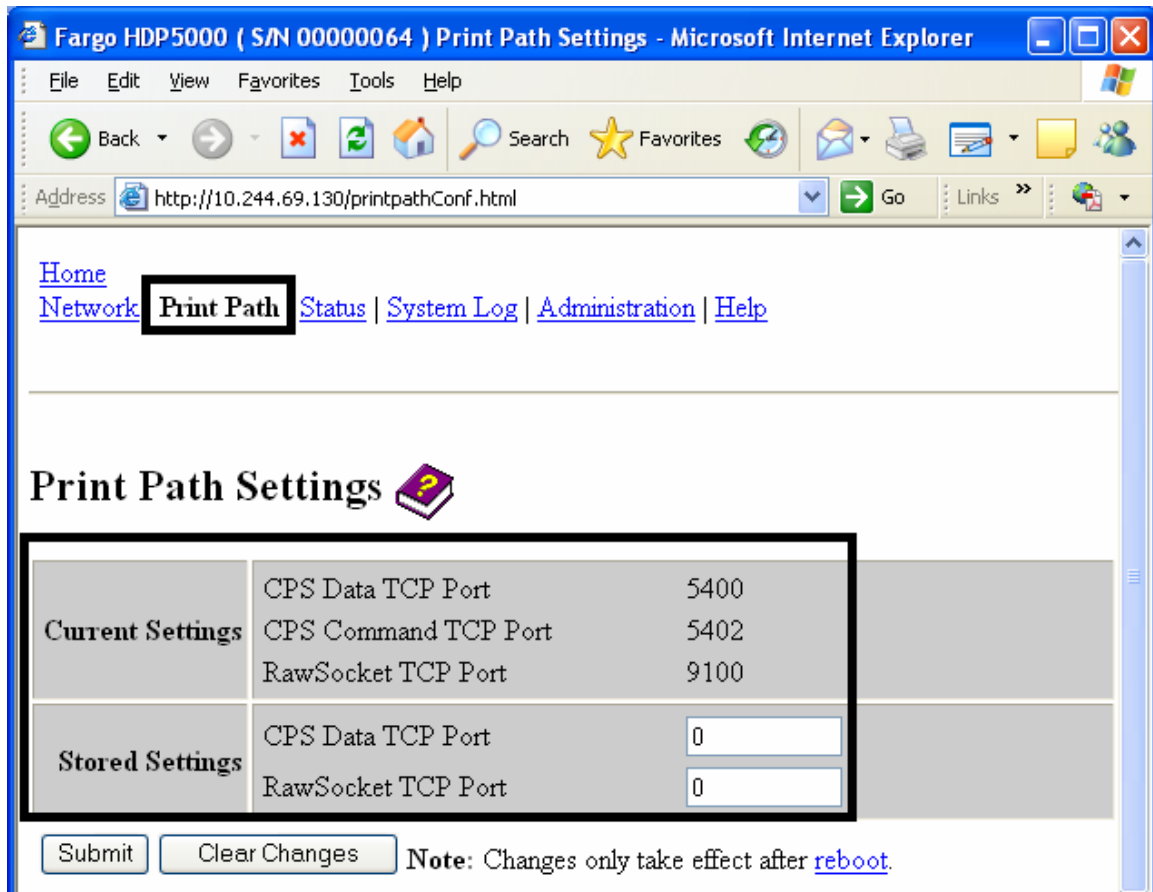 Fargo HDP5000 ( S/N 00000064 ) Print Path Settings - Microsoft Internet Explorer
File Edit View Favorites Tools Help
Back Search Favorites
Address http://10.244.69.130/printpathConf.html Go Links »
Home
Network Print Path Status | System Log | Administration | Help
Print Path Settings ?
Current Settings
CPS Data TCP Port 5400
CPS Command TCP Port 5402
RawSocket TCP Port 9100
Stored Settings
CPS Data TCP Port 0
RawSocket TCP Port 0
Submit Clear Changes Note: Changes only take effect after reboot.